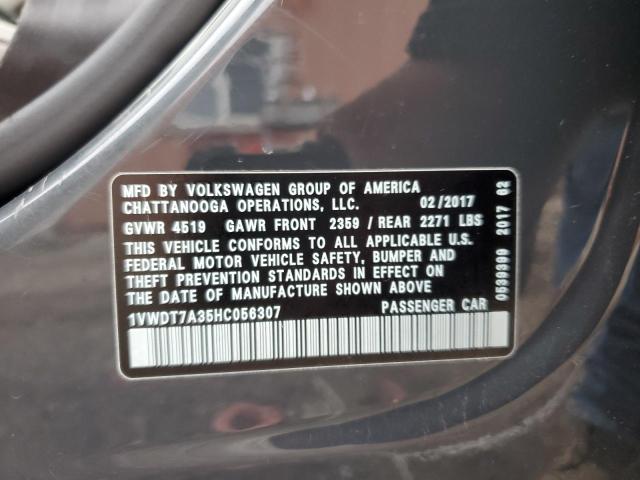 MFD BY VOLKSWAGEN GROUP OF AMERICA
CHATTANOOGA OPERATIONS, LLC. 02/2017
GVWR 4519 GAWR FRONT 2359 / REAR 2271 LBS
THIS VEHICLE CONFORMS TO ALL APPLICABLE U.S.
FEDERAL MOTOR VEHICLE SAFETY, BUMPER AND
THEFT PREVENTION STANDARDS IN EFFECT ON
THE DATE OF MANUFACTURE SHOWN ABOVE
1VWDT7A35HC056307 PASSENGER CAR
0539399 2017 02